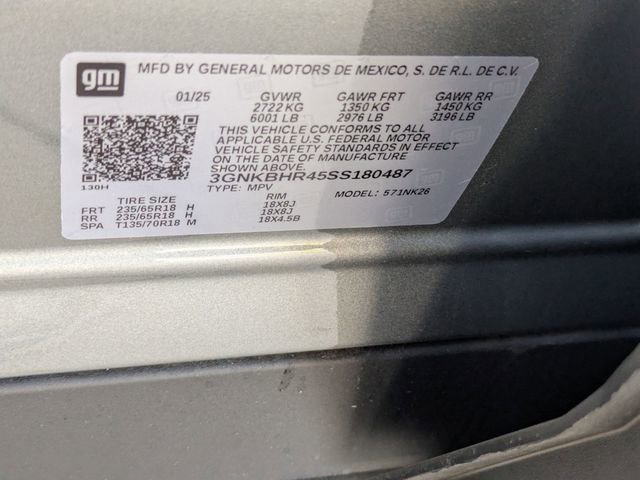 gm
MFD BY GENERAL MOTORS DE MEXICO, S. DE R.L. DE C.V.
01/25 GVWR GAWR FRT GAWR RR
2722 KG 1350 KG 1450 KG
6001 LB 2976 LB 3196 LB
THIS VEHICLE CONFORMS TO ALL
APPLICABLE U.S. FEDERAL MOTOR
VEHICLE SAFETY STANDARDS IN EFFECT
ON THE DATE OF MANUFACTURE
SHOWN ABOVE.
3GNKBHR45SS180487
130H TYPE: MPV MODEL: 571NK26
TIRE SIZE RIM
FRT 235/65R18 H 18X8J
RR 235/65R18 H 18X8J
SPA T135/70R18 M 18X4.5B